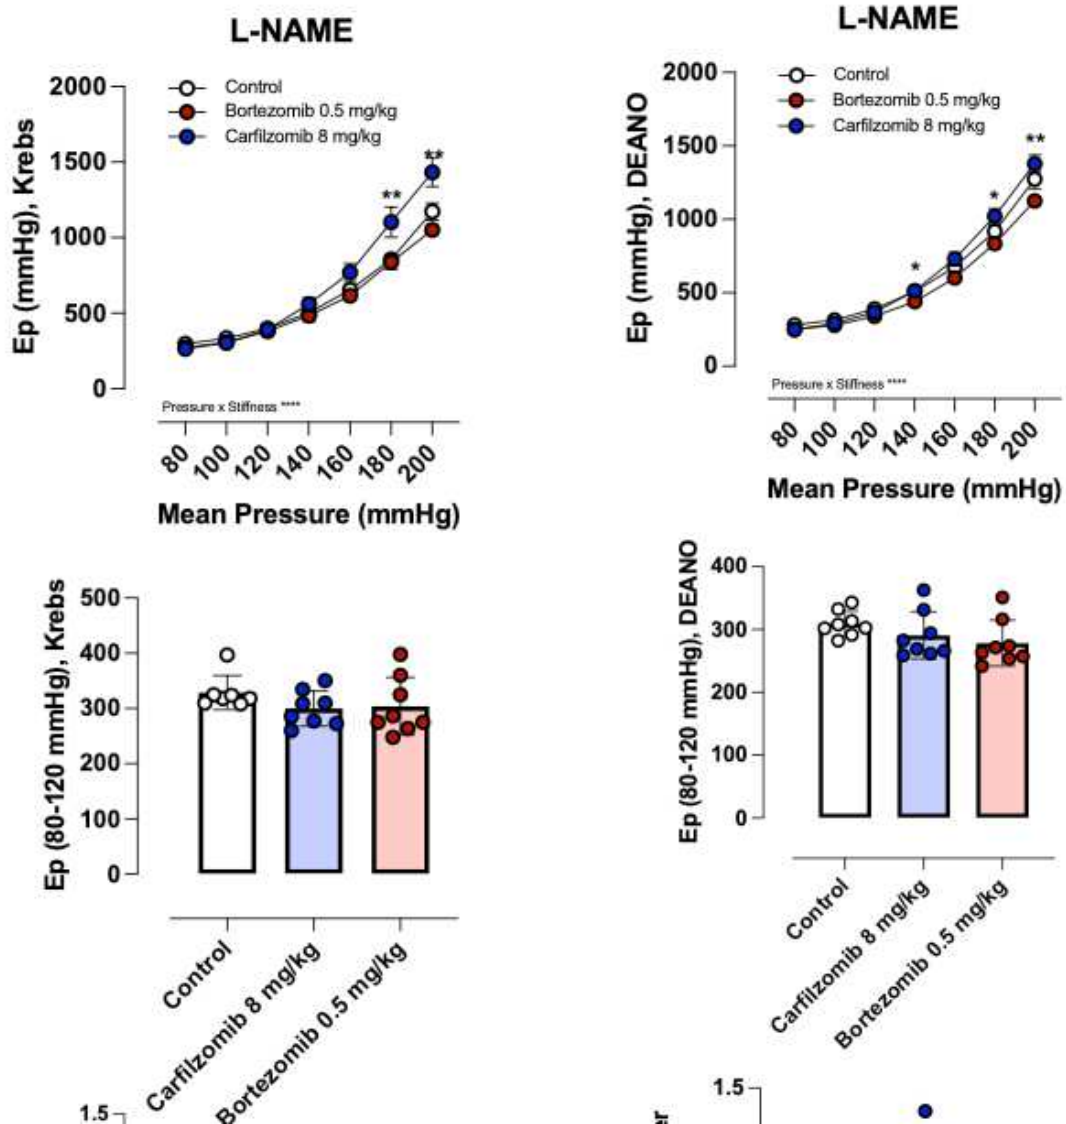 L-NAME
Control
Bortezomib 0.5 mg/kg
Carfilzomib 8 mg/kg
Ep (mmHg), Krebs
2000
1500
1000
500
0
**
**
Pressure x Stiffness ****
80
100
120
140
160
180
200
Mean Pressure (mmHg)
L-NAME
Control
Bortezomib 0.5 mg/kg
Carfilzomib 8 mg/kg
Ep (mmHg), DEANO
2000
1500
1000
500
0
*
*
**
Pressure x Stiffness ****
80
100
120
140
160
180
200
Mean Pressure (mmHg)
Ep (80-120 mmHg), Krebs
500
400
300
200
100
0
Control
Carfilzomib 8 mg/kg
Bortezomib 0.5 mg/kg
Ep (80-120 mmHg), DEANO
400
300
200
100
0
Control
Carfilzomib 8 mg/kg
Bortezomib 0.5 mg/kg
1.5
1.5